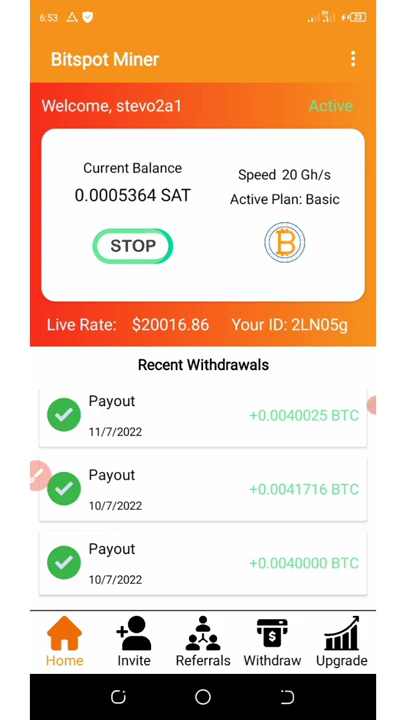 6:53
23
Bitspot Miner
Welcome, stevo2a1
Active
Current Balance
0.0005364 SAT
STOP
Speed 20 Gh/s
Active Plan: Basic
Live Rate: $20016.86 Your ID: 2LN05g
Recent Withdrawals
Payout
11/7/2022
+0.0040025 BTC
Payout
10/7/2022
+0.0041716 BTC
Payout
10/7/2022
+0.0040000 BTC
Home
Invite
Referrals
Withdraw
Upgrade